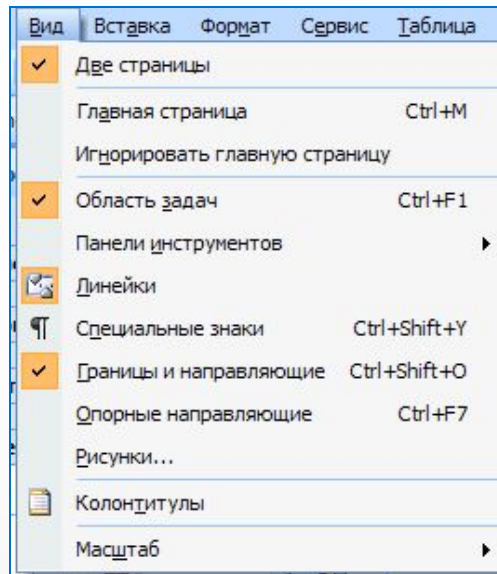 Вид Вставка Формат Сервис Таблица
Две страницы
Главная страница Ctrl+M
Игнорировать главную страницу
Область задач Ctrl+F1
Панели инструментов
Линейки
Специальные знаки Ctrl+Shift+Y
Границы и направляющие Ctrl+Shift+O
Опорные направляющие Ctrl+F7
Рисунки...
Колонтитулы
Масштаб